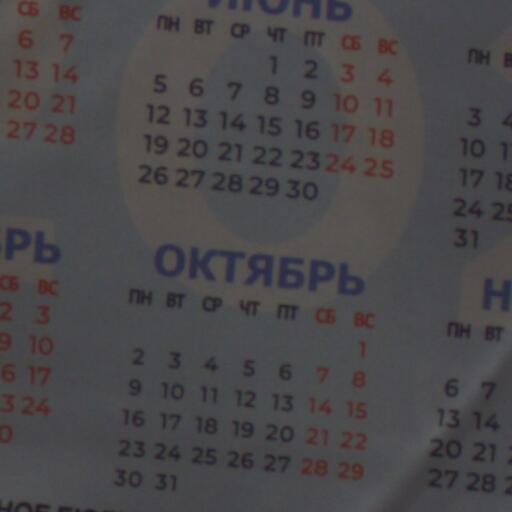 ИЮНЬ
СБ ВС
6 7
13 14
20 21
27 28
ПН ВТ СР ЧТ ПТ СБ ВС
1 2 3 4
5 6 7 8 9 10 11
12 13 14 15 16 17 18
19 20 21 22 23 24 25
26 27 28 29 30
ПН
3
10
17
24 25
31
БРЬ
СБ ВС
2 3
9 10
16 17
23 24
ОКТЯБРЬ
ПН ВТ СР ЧТ ПТ СБ ВС
1
2 3 4 5 6 7 8
9 10 11 12 13 14 15
16 17 18 19 20 21 22
23 24 25 26 27 28 29
30 31
Н
ПН ВТ
6 7
13 14
20 21
27 28